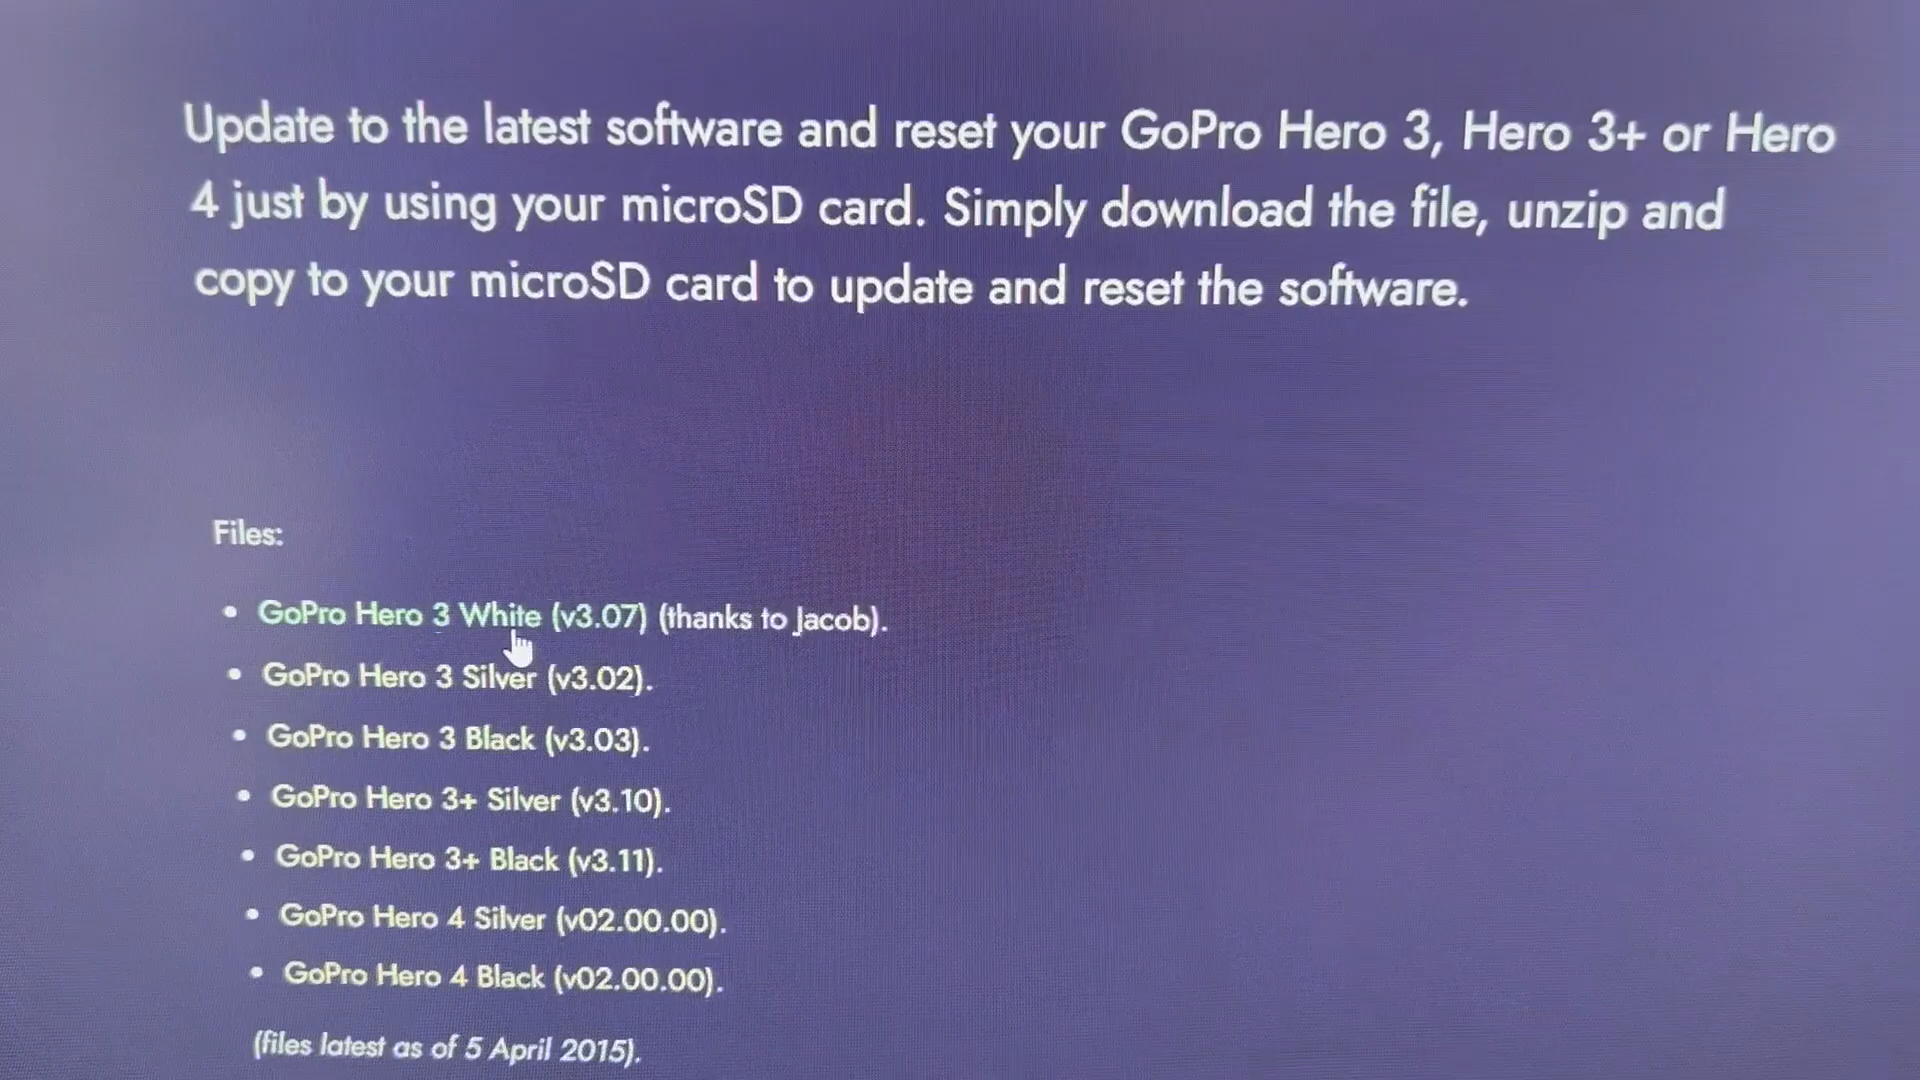 Update to the latest software and reset your GoPro Hero 3, Hero 3+ or Hero
4 just by using your microSD card. Simply download the file, unzip and
copy to your microSD card to update and reset the software.
Files:
• GoPro Hero 3 White (v3.07) (thanks to Jacob).
• GoPro Hero 3 Silver (v3.02).
• GoPro Hero 3 Black (v3.03).
• GoPro Hero 3+ Silver (v3.10).
• GoPro Hero 3+ Black (v3.11).
• GoPro Hero 4 Silver (v02.00.00).
• GoPro Hero 4 Black (v02.00.00).
(files latest as of 5 April 2015).